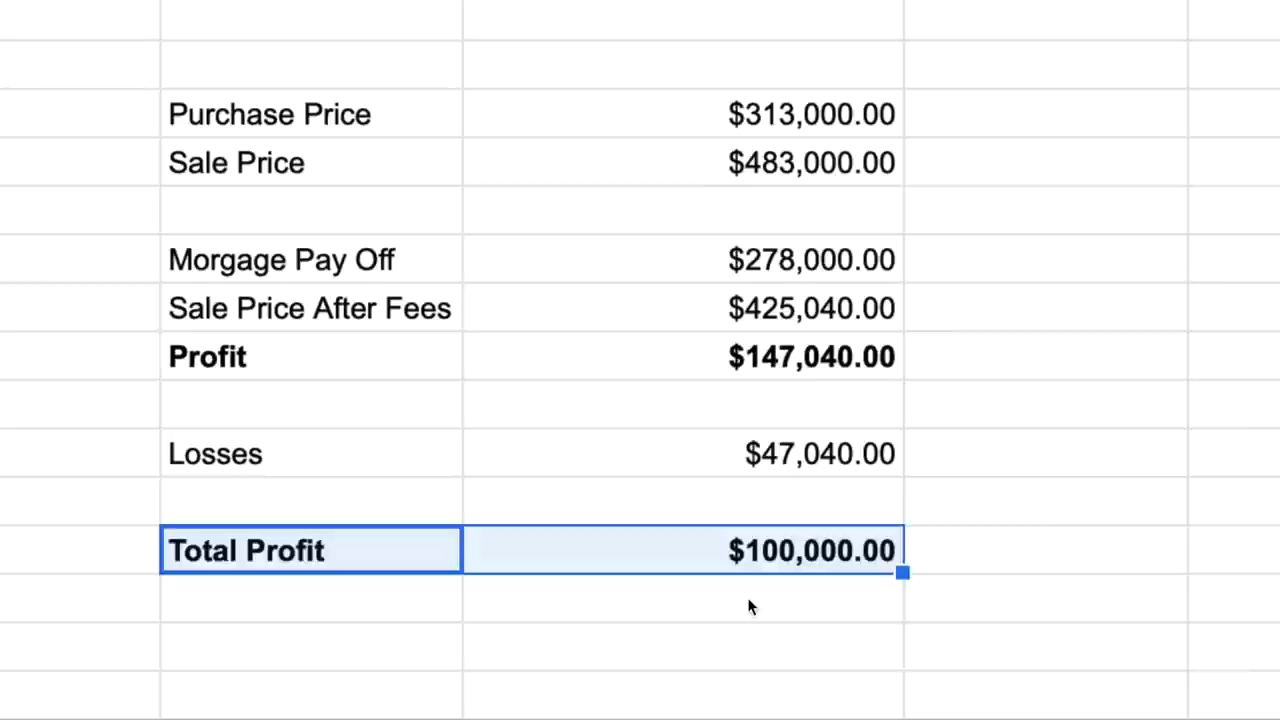 Purchase Price $313,000.00
Sale Price $483,000.00
Morgage Pay Off $278,000.00
Sale Price After Fees $425,040.00
Profit $147,040.00
Losses $47,040.00
Total Profit $100,000.00